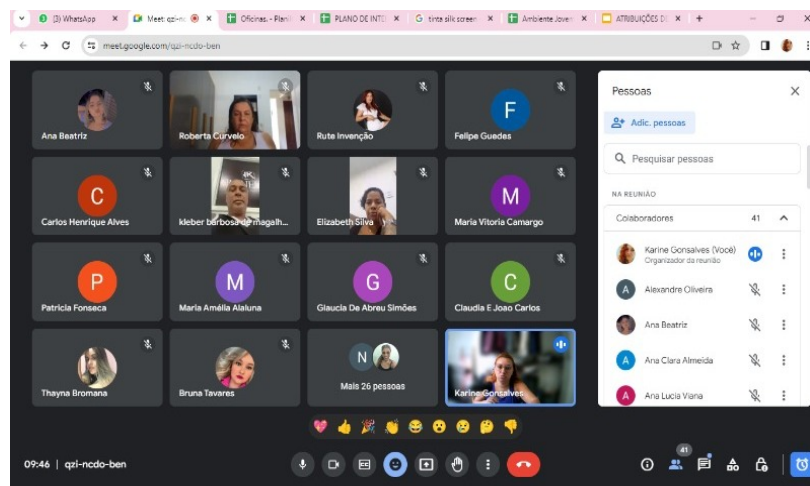 (3) WhatsApp
Meet: qzi-nc
Oficinas. - Plani
PLANO DE INTE
tinta silk screen
Ambiente Joven
ATRIBUIÇÕES D
meet.google.com/qzi-ncdo-ben
Ana Beatriz
Roberta Curvelo
Rute Invenção
F
Felipe Guedes
C
Carlos Henrique Alves
kleber barbosa de magalh...
Elizabeth Silva
M
Maria Vitoria Camargo
P
Patricia Fonseca
M
Maria Amélia Alaluna
G
Glaucia De Abreu Simões
C
Claudia E Joao Carlos
Thayna Bromana
Bruna Tavares
N
Mais 26 pessoas
Karine Gonsalves
Pessoas
Adic. pessoas
Pesquisar pessoas
NA REUNIÃO
Colaboradores 41
Karine Gonsalves (Você)
Organizador da reunião
A Alexandre Oliveira
Ana Beatriz
A Ana Clara Almeida
A Ana Lucia Viana
09:46 | qzi-ncdo-ben
41